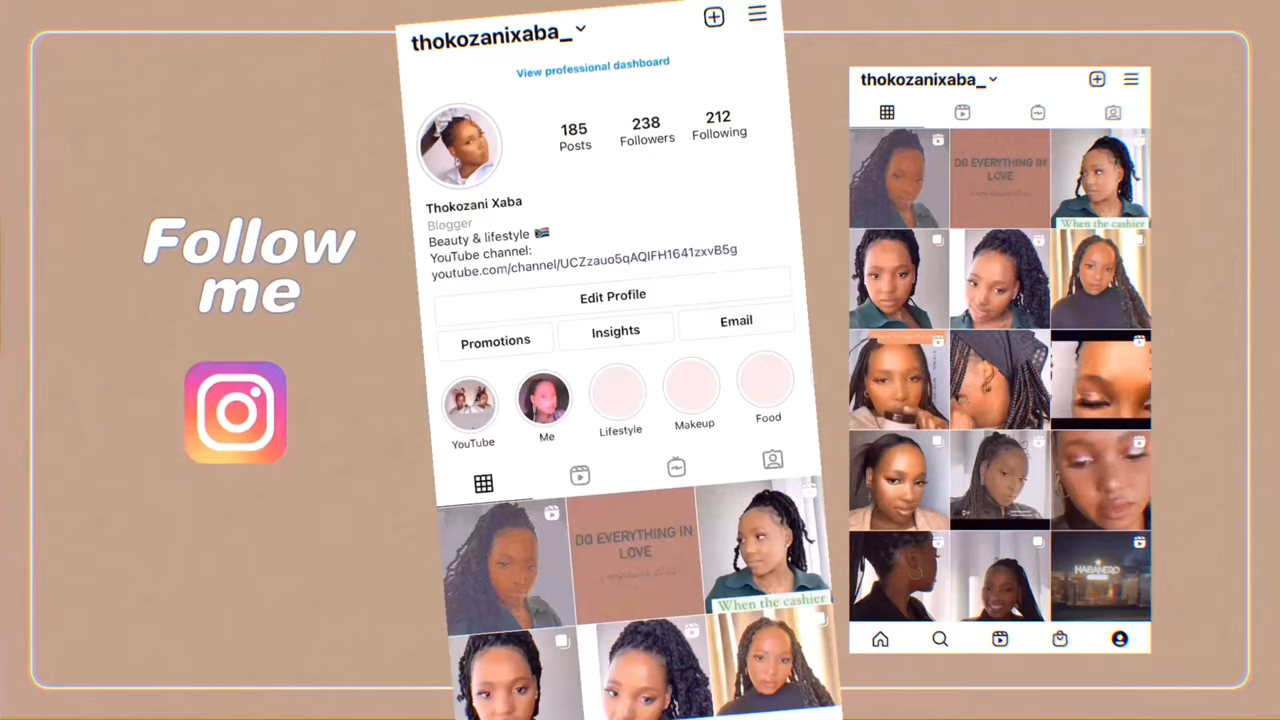 Follow
me
thokozanixaba_
View professional dashboard
185
Posts
238
Followers
212
Following
Thokozani Xaba
Blogger
Beauty & lifestyle 🇿🇦
YouTube channel:
youtube.com/channel/UCZzauo5qAQIFH1641zxvB5g
Edit Profile
Promotions
Insights
Email
YouTube
Me
Lifestyle
Makeup
Food
DO EVERYTHING IN
LOVE
When the cashier
thokozanixaba_
DO EVERYTHING IN
LOVE
When the cashier
HABANERO